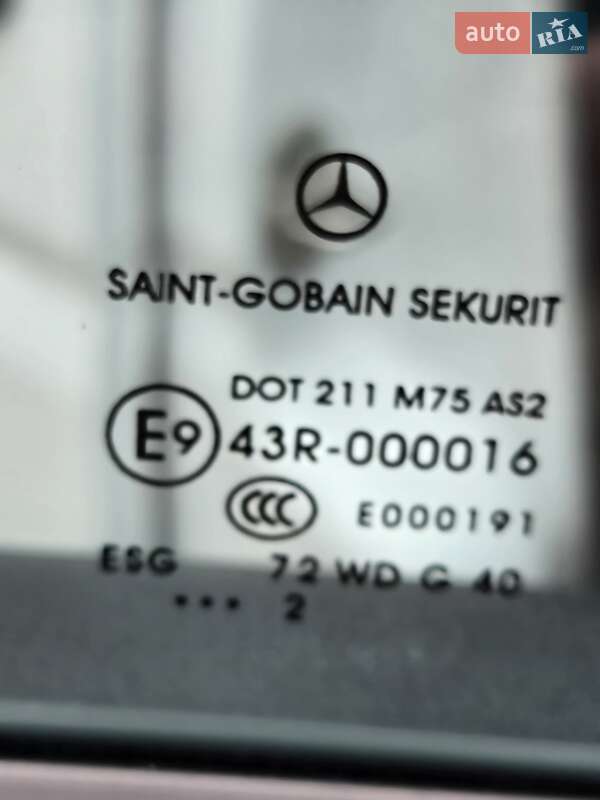 auto RIA .com
SAINT-GOBAIN SEKURIT
DOT 211 M75 AS2
E9 43R-000016
CCC E000191
ESG 72 WD G 40
... 2